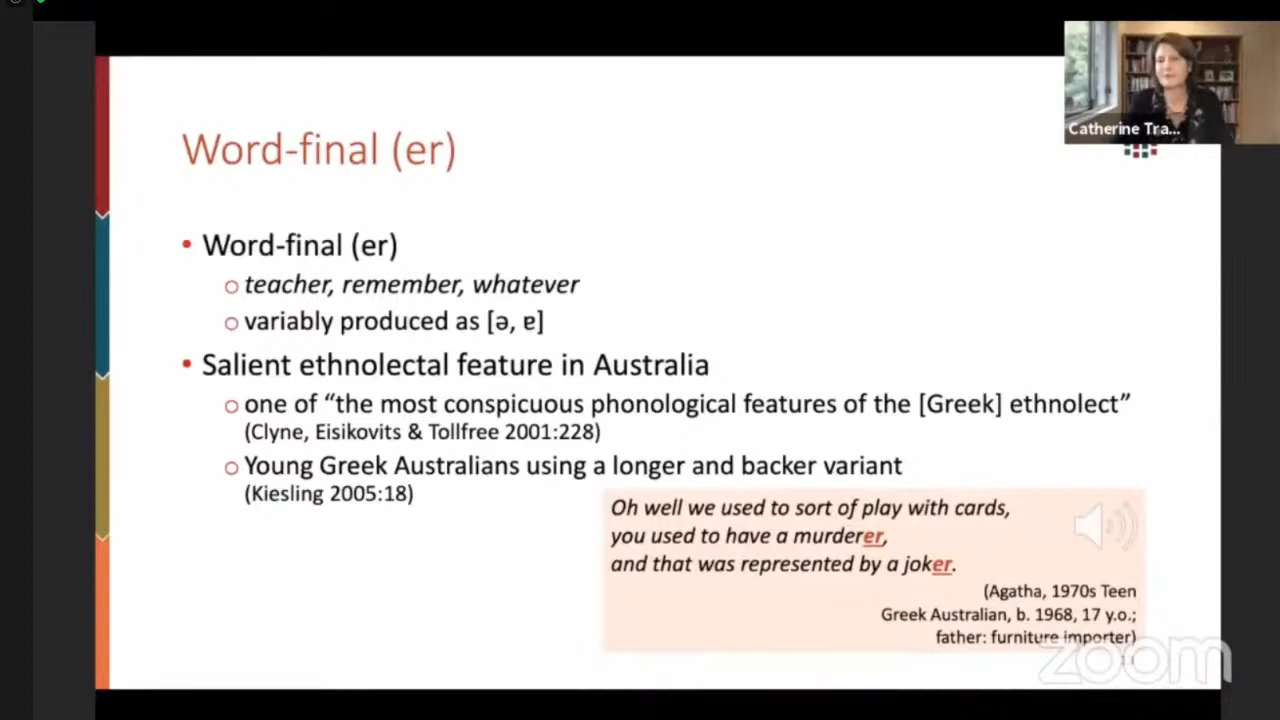 Catherine Tra...
Word-final (er)
• Word-final (er)
o teacher, remember, whatever
o variably produced as [ə, ɐ]
• Salient ethnolectal feature in Australia
o one of “the most conspicuous phonological features of the [Greek] ethnolect”
(Clyne, Eisikovits & Tollfree 2001:228)
o Young Greek Australians using a longer and backer variant
(Kiesling 2005:18)
Oh well we used to sort of play with cards,
you used to have a murderer,
and that was represented by a joker.
(Agatha, 1970s Teen
Greek Australian, b. 1968, 17 y.o.;
father: furniture importer)
zoom